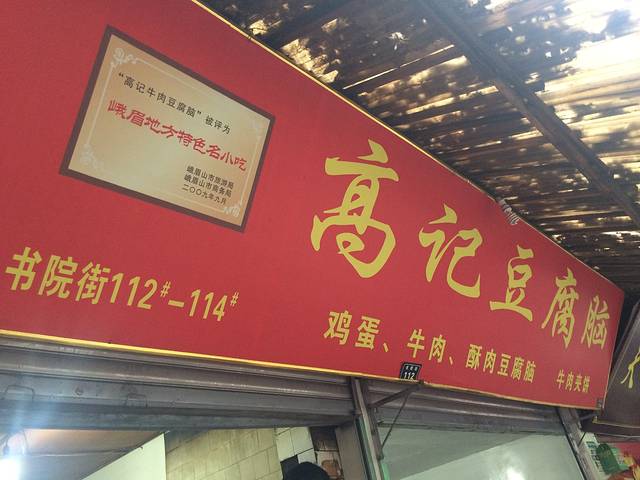 “高记牛肉豆腐脑”被评为
峨眉地方特色名小吃
峨眉山市旅游局
峨眉山市商务局
二〇〇九年九月
高记豆腐脑
书院街112#-114#
鸡蛋、牛肉、酥肉豆腐脑 牛肉夹饼
112